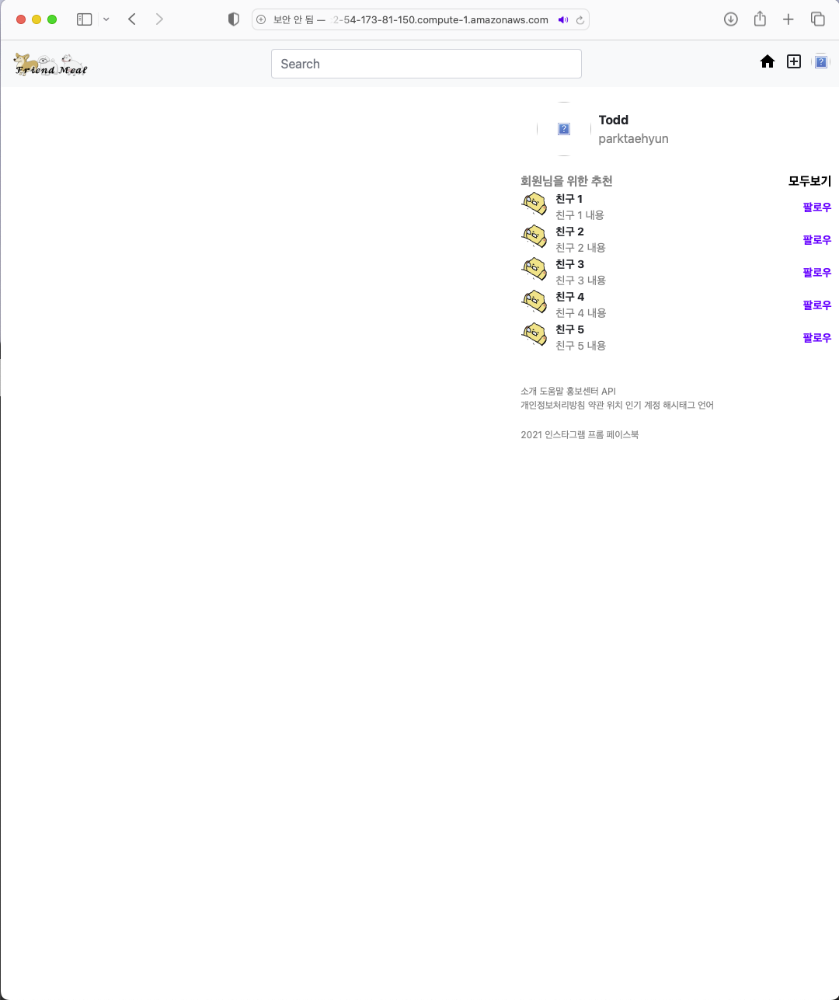 보안 안 됨 — 2-54-173-81-150.compute-1.amazonaws.com
Friend Meal
Search
Todd
parktaehyun
회원님을 위한 추천 모두보기
친구 1
친구 1 내용
팔로우
친구 2
친구 2 내용
팔로우
친구 3
친구 3 내용
팔로우
친구 4
친구 4 내용
팔로우
친구 5
친구 5 내용
팔로우
소개 도움말 홍보센터 API
개인정보처리방침 약관 위치 인기 계정 해시태그 언어
2021 인스타그램 프롬 페이스북